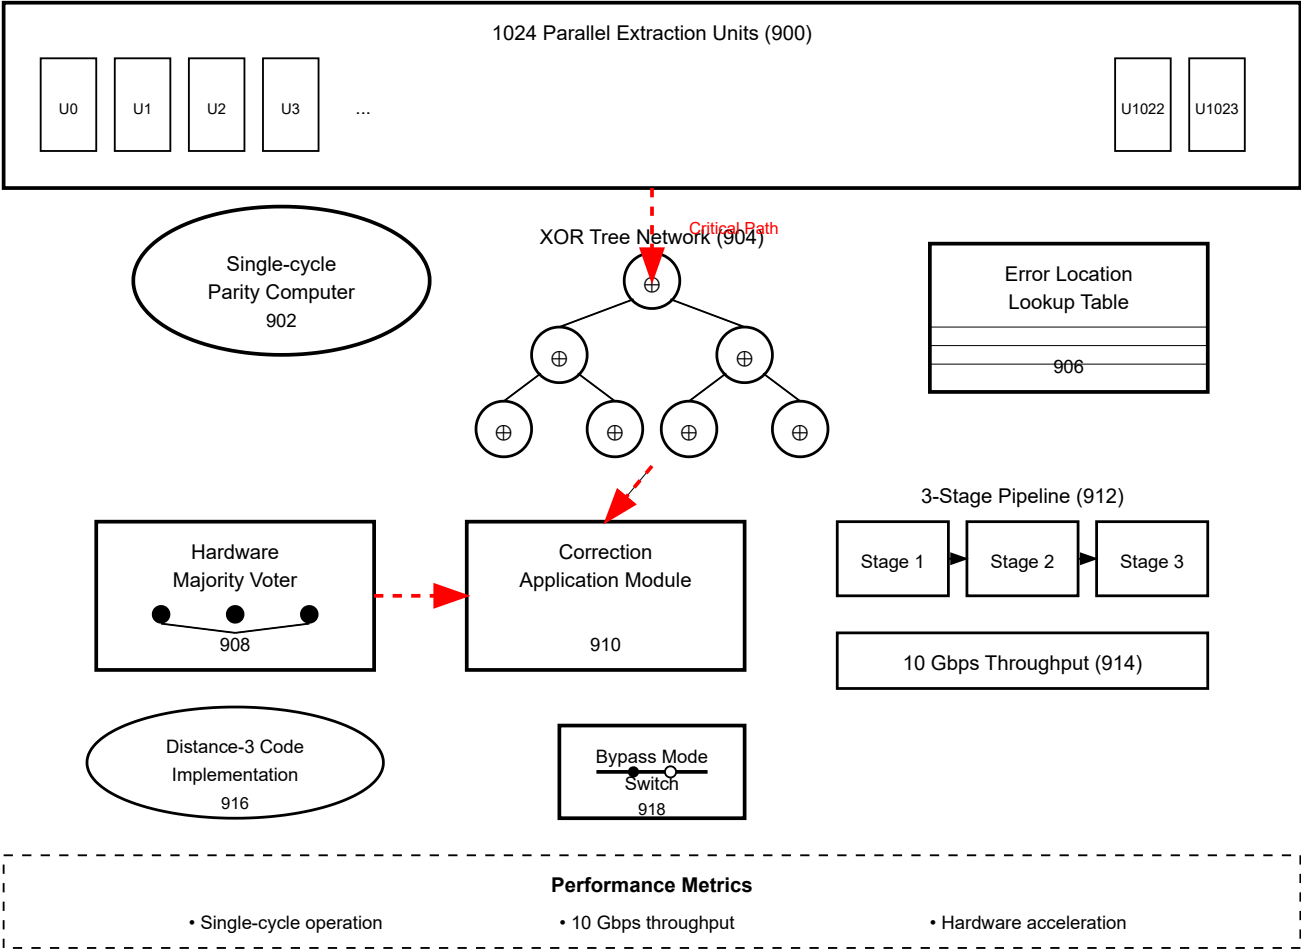 1024 Parallel Extraction Units (900)
U0 U1 U2 U3 ... U1022 U1023
Critical Path
XOR Tree Network (904)
Single-cycle
Parity Computer
902
Error Location
Lookup Table
906
⊕
⊕ ⊕
⊕ ⊕ ⊕ ⊕
3-Stage Pipeline (912)
Stage 1 Stage 2 Stage 3
Hardware
Majority Voter
908
Correction
Application Module
910
10 Gbps Throughput (914)
Distance-3 Code
Implementation
916
Bypass Mode
Switch
918
Performance Metrics
• Single-cycle operation • 10 Gbps throughput • Hardware acceleration